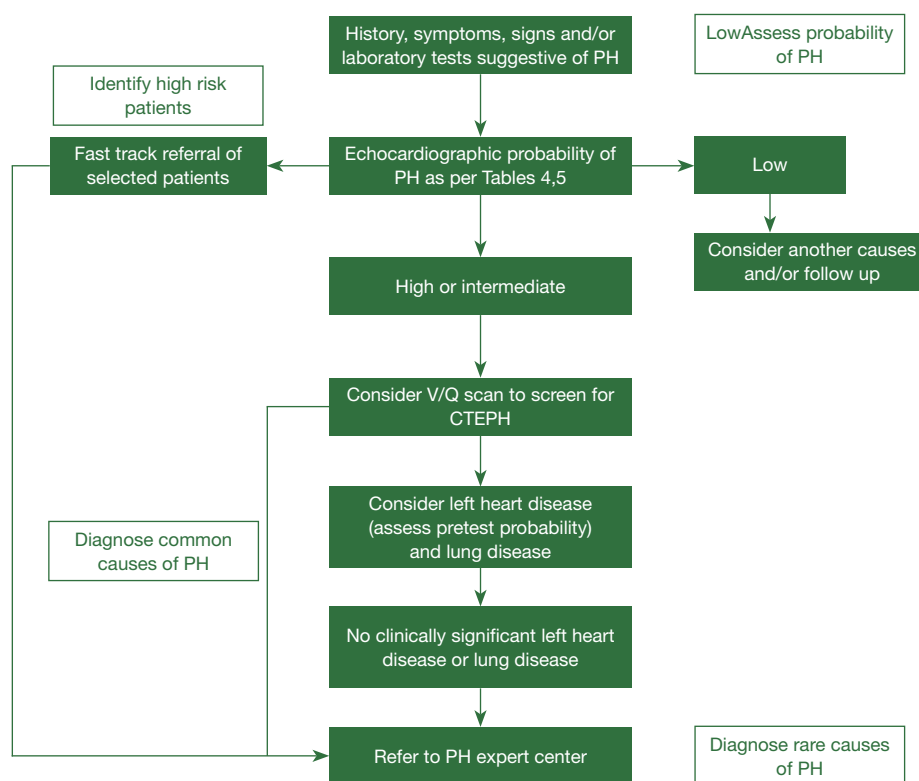 History, symptoms, signs and/or
laboratory tests suggestive of PH
LowAssess probability
of PH
Identify high risk
patients
Fast track referral of
selected patients
Echocardiographic probability of
PH as per Tables 4,5
Low
Consider another causes
and/or follow up
High or intermediate
Consider V/Q scan to screen for
CTEPH
Consider left heart disease
(assess pretest probability)
and lung disease
Diagnose common
causes of PH
No clinically significant left heart
disease or lung disease
Refer to PH expert center
Diagnose rare causes
of PH